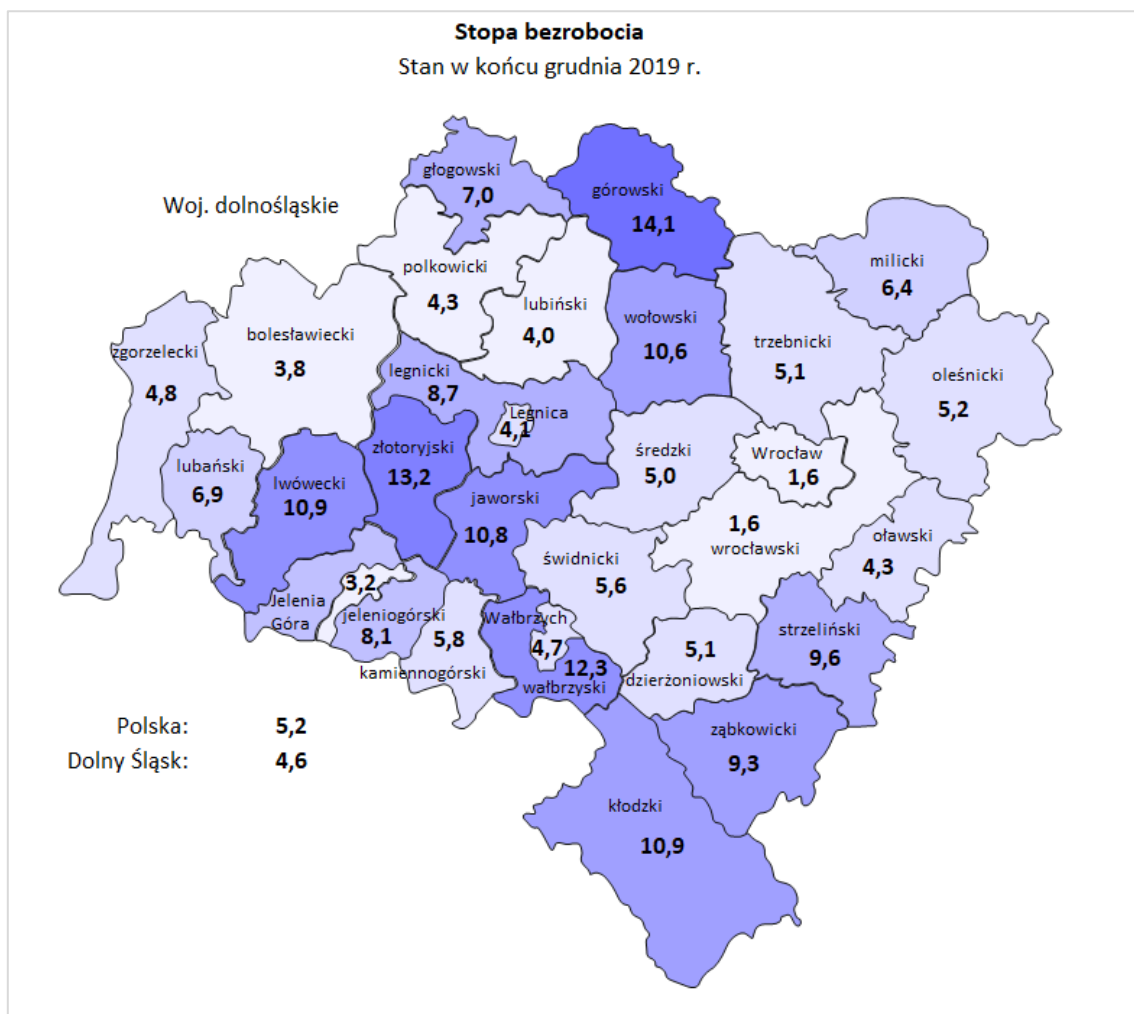 Stopa bezrobocia
Stan w końcu grudnia 2019 r.
Woj. dolnośląskie
głogowski
7,0
górowski
14,1
milicki
6,4
polkowicki
4,3
lubiński
4,0
wołowski
10,6
trzebnicki
5,1
oleśnicki
5,2
zgorzelecki
4,8
bolesławiecki
3,8
legnicki
8,7
Legnica
4,1
lubański
6,9
lwówecki
10,9
złotoryjski
13,2
jaworski
10,8
średzki
5,0
Wrocław
1,6
1,6
wrocławski
oławski
4,3
świdnicki
5,6
3,2
Jelenia
Góra
jeleniogórski
8,1
5,8
kamiennogórski
Wałbrzych
4,7
12,3
wałbrzyski
5,1
dzierżoniowski
strzeliński
9,6
ząbkowicki
9,3
kłodzki
10,9
Polska: 5,2
Dolny Śląsk: 4,6